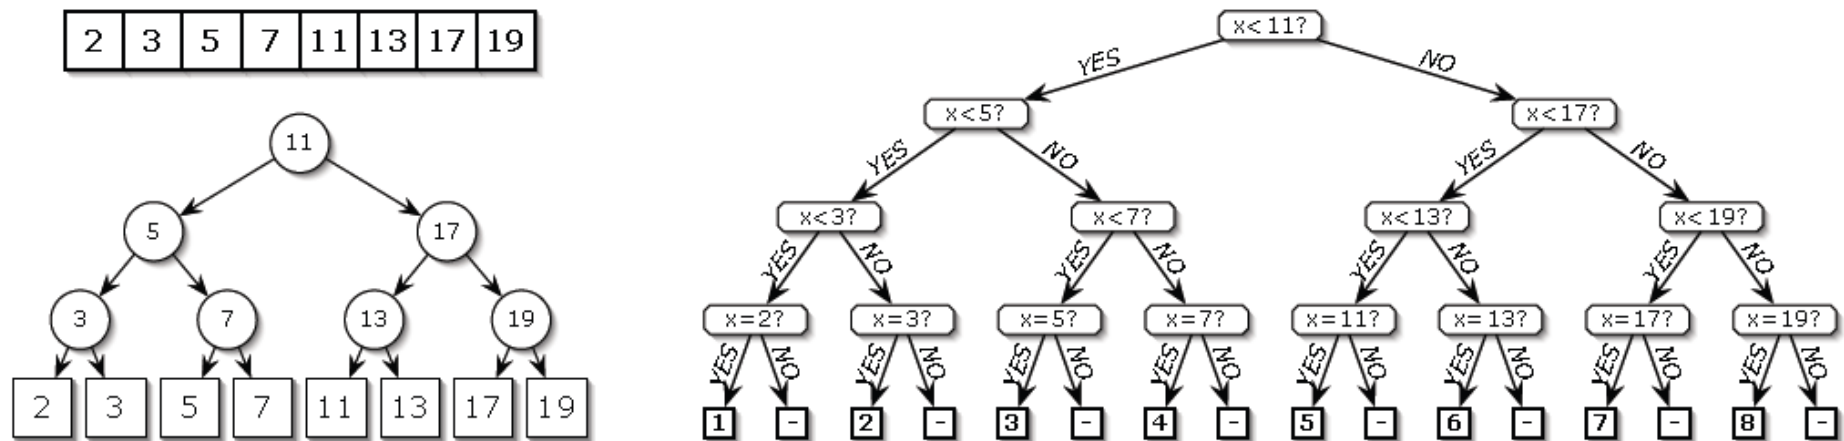 2 3 5 7 11 13 17 19
11
5 17
3 7 13 19
2 3 5 7 11 13 17 19
x<11?
YES NO
x<5? x<17?
YES NO YES NO
x<3? x<7? x<13? x<19?
YES NO YES NO YES NO YES NO
x=2? x=3? x=5? x=7? x=11? x=13? x=17? x=19?
YES NO YES NO YES NO YES NO YES NO YES NO YES NO YES NO
1 - 2 - 3 - 4 - 5 - 6 - 7 - 8 -